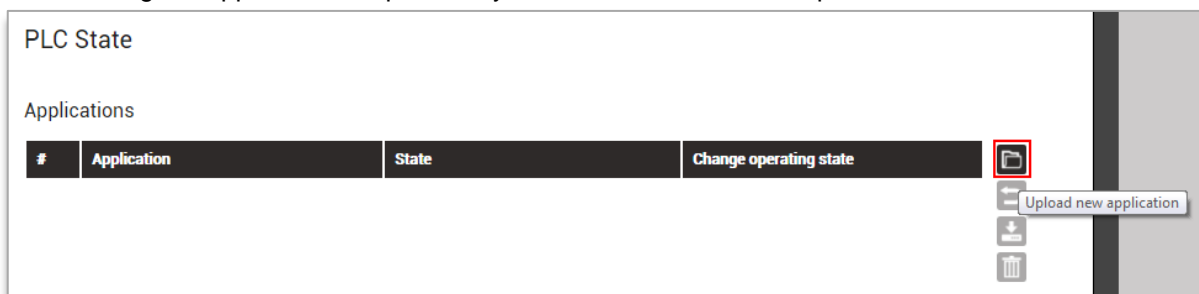 PLC State
Applications
# Application State Change operating state
Upload new application